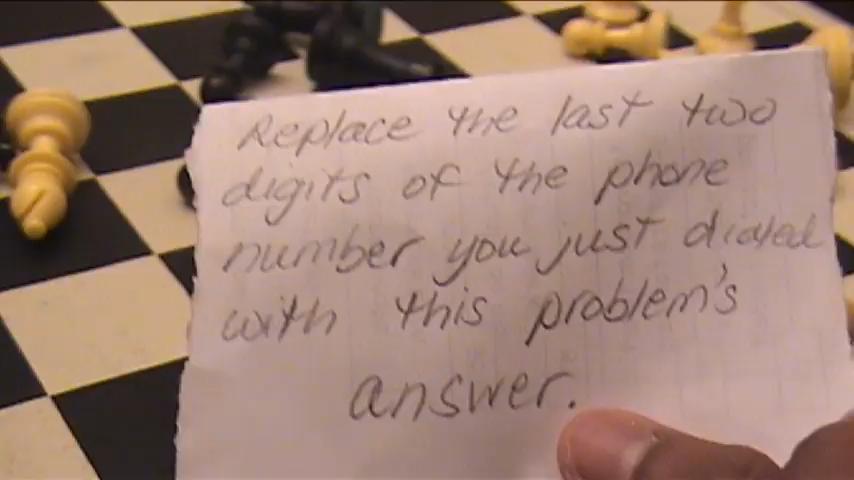 Replace the last two
digits of the phone
number you just dialed
with this problem's
answer.